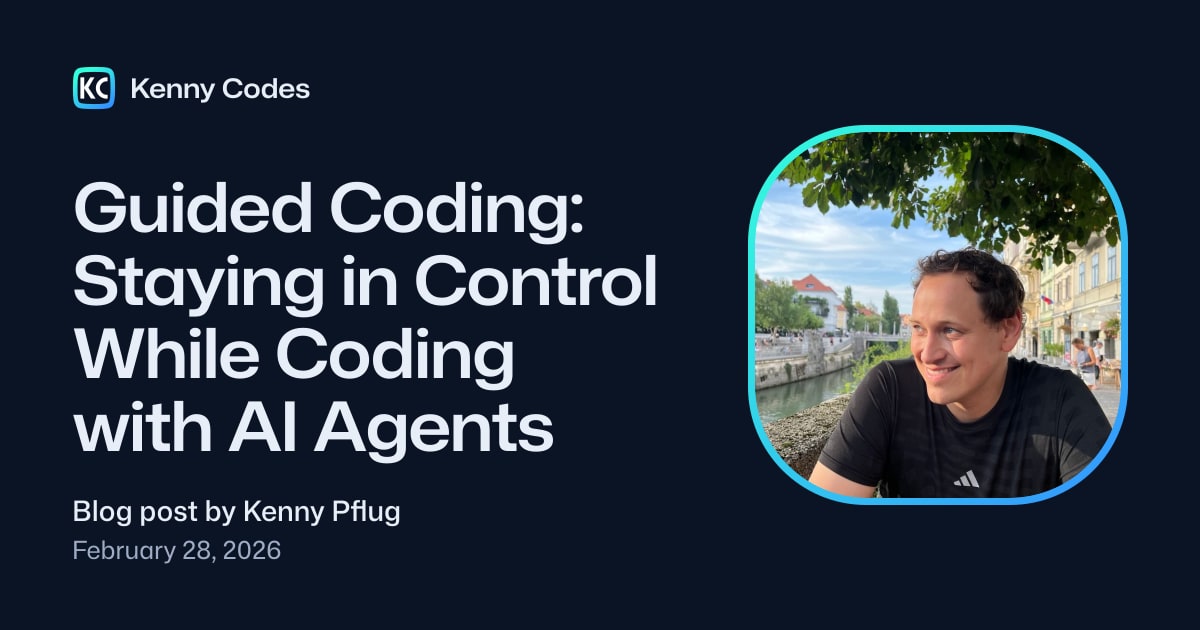 KC Kenny Codes
Guided Coding:
Staying in Control
While Coding
with AI Agents
Blog post by Kenny Pflug
February 28, 2026